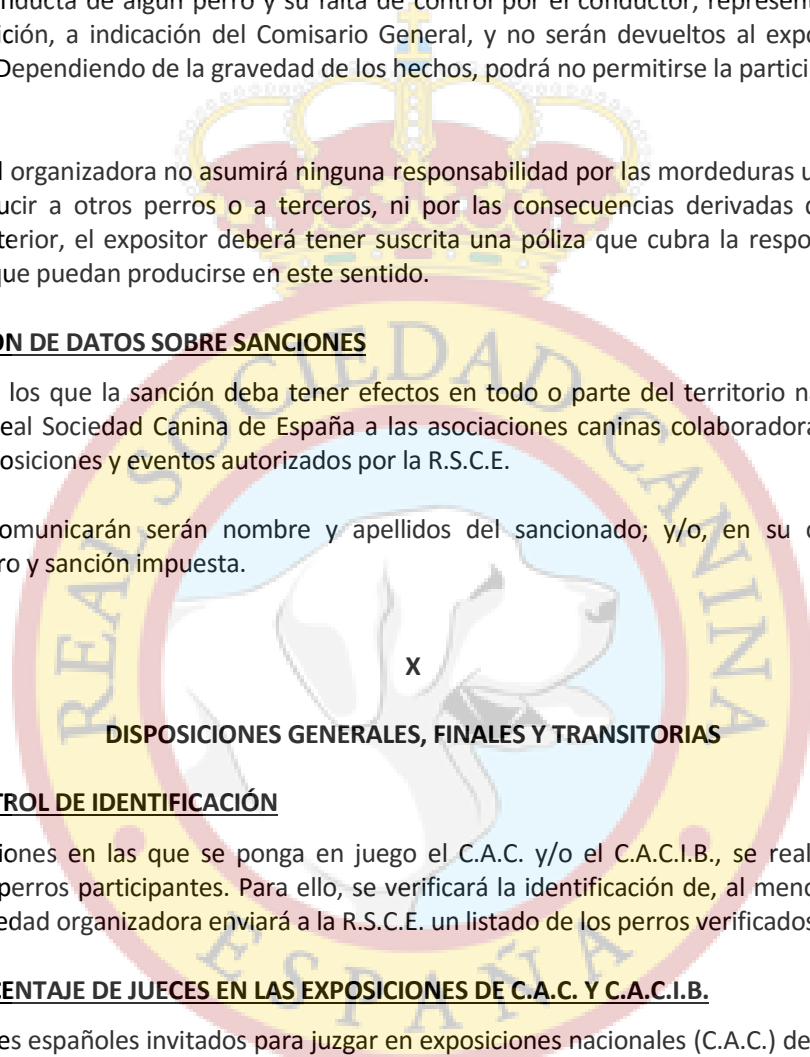 nducta de algún perro y su falta de control por el conductor, represent
ición, a indicación del Comisario General, y no serán devueltos al expo
Dependiendo de la gravedad de los hechos, podrá no permitirse la partici
l organizadora no asumirá ninguna responsabilidad por las mordeduras u
ucir a otros perros o a terceros, ni por las consecuencias derivadas
terior, el expositor deberá tener suscrita una póliza que cubra la respo
que puedan producirse en este sentido.
ÓN DE DATOS SOBRE SANCIONES
los que la sanción deba tener efectos en todo o parte del territorio n
eal Sociedad Canina de España a las asociaciones caninas colaborador
osiciones y eventos autorizados por la R.S.C.E.
omunicarán serán nombre y apellidos del sancionado; y/o, en su
ro y sanción impuesta.
X
DISPOSICIONES GENERALES, FINALES Y TRANSITORIAS
TROL DE IDENTIFICACIÓN
iones en las que se ponga en juego el C.A.C. y/o el C.A.C.I.B., se real
perros participantes. Para ello, se verificará la identificación de, al meno
edad organizadora enviará a la R.S.C.E. un listado de los perros verificados
CENTAJE DE JUECES EN LAS EXPOSICIONES DE C.A.C. Y C.A.C.I.B.
es españoles invitados para juzgar en exposiciones nacionales (C.A.C.) de
REAL SOCIEDAD CANINA
ESPAÑA